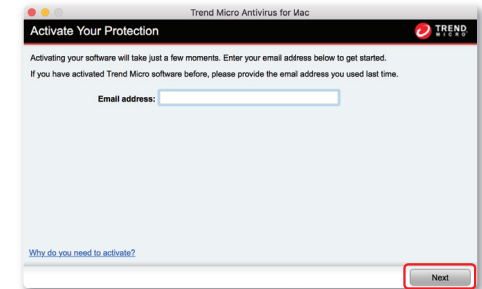 Trend Micro Antivirus for Mac
Activate Your Protection
TREND
MICRO
Activating your software will take just a few moments. Enter your email address below to get started.
If you have activated Trend Micro software before, please provide the emal address you used last time.
Email address:
Why do you need to activate?
Next